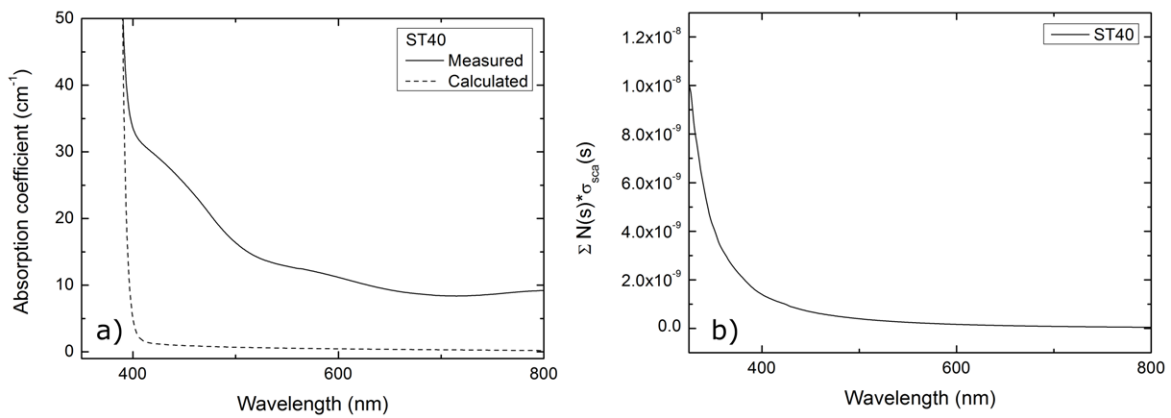 ST40
Measured
Calculated
50
40
30
20
10
0
Absorption coefficient (cm⁻¹)
a)
400
500
600
700
800
Wavelength (nm)
ST40
1.2x10⁻⁸
1.0x10⁻⁸
8.0x10⁻⁹
6.0x10⁻⁹
4.0x10⁻⁹
2.0x10⁻⁹
0.0
Σ N(s)*σsca(s)
b)
400
600
800
Wavelength (nm)